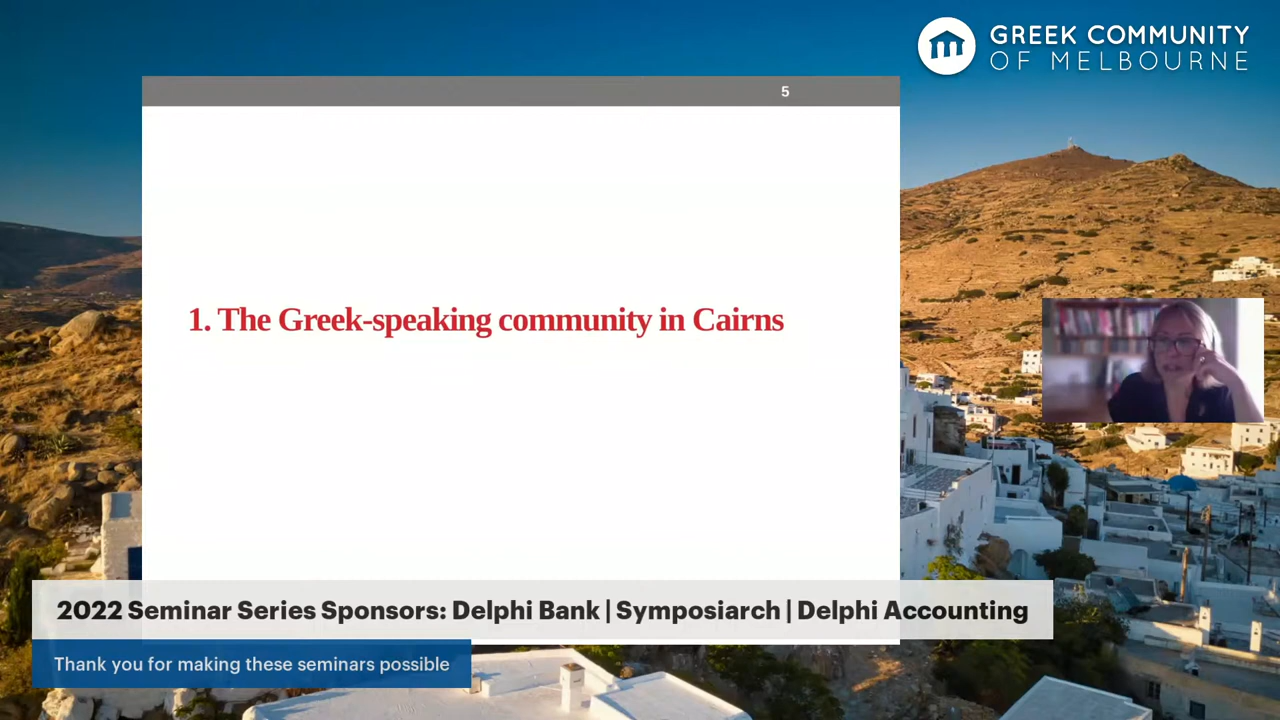 GREEK COMMUNITY
OF MELBOURNE
5
1. The Greek-speaking community in Cairns
2022 Seminar Series Sponsors: Delphi Bank | Symposiarch | Delphi Accounting
Thank you for making these seminars possible